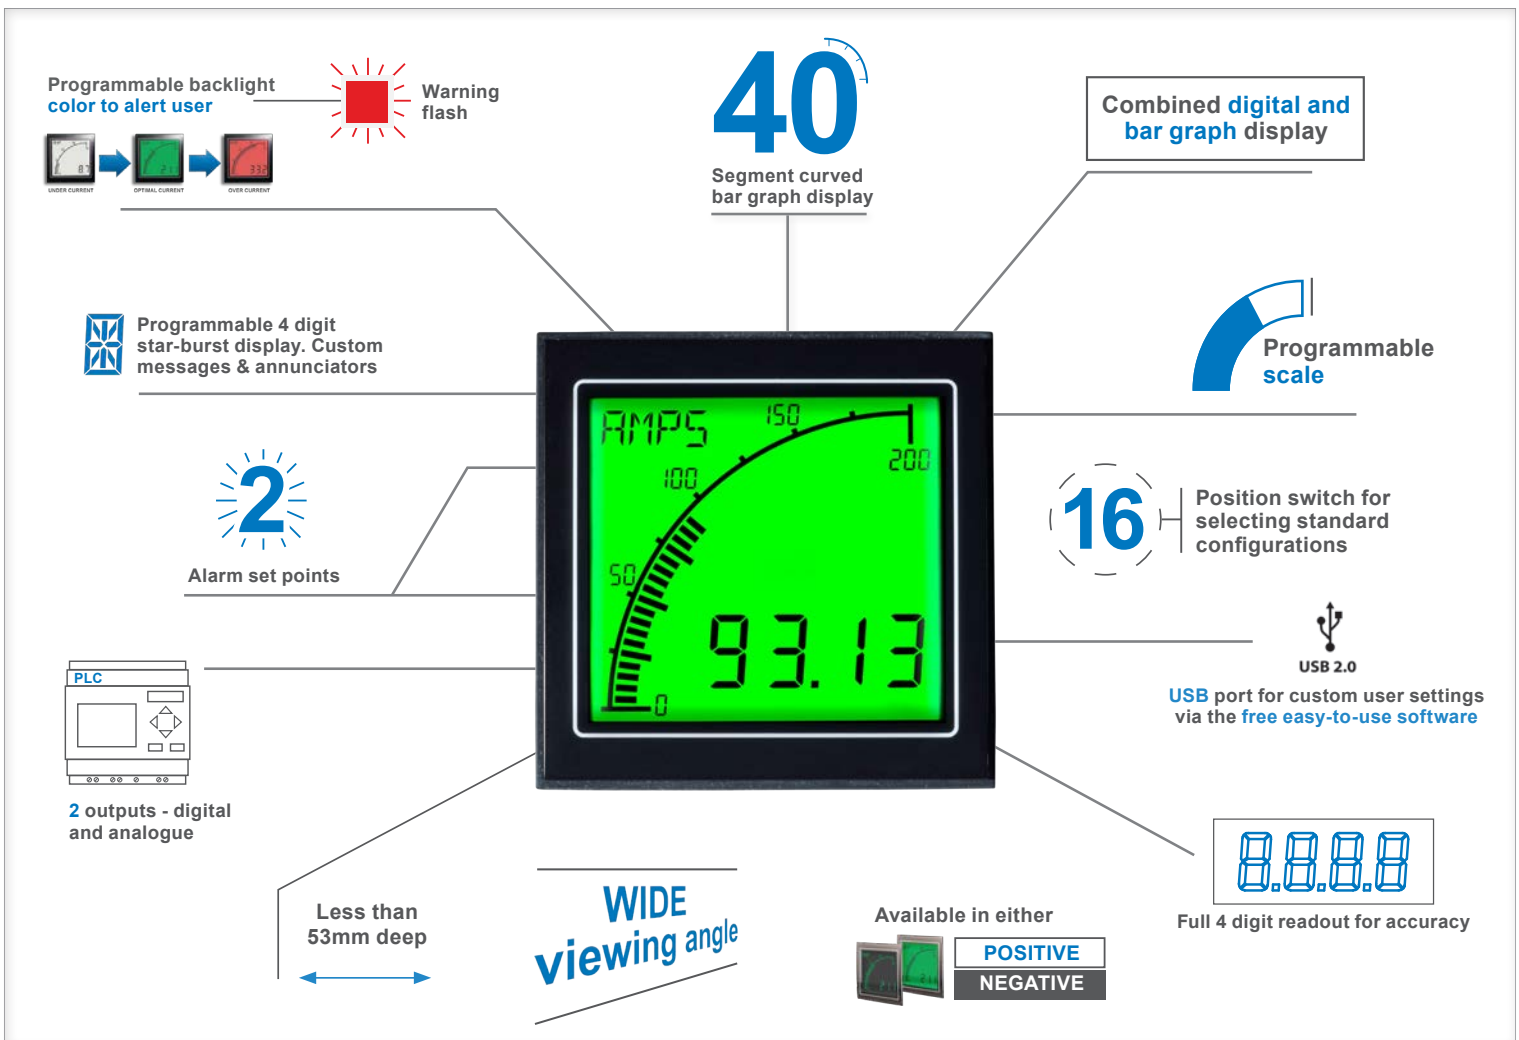 Programmable backlight
color to alert user
Warning
flash
87
211
332
UNDER CURRENT
OPTIMAL CURRENT
OVER CURRENT
40
Segment curved
bar graph display
Combined digital and
bar graph display
Programmable 4 digit
star-burst display. Custom
messages & annunciators
Programmable
scale
2
Alarm set points
16
Position switch for
selecting standard
configurations
AMPS
150
200
100
50
0
93.13
PLC
2 outputs - digital
and analogue
USB 2.0
USB port for custom user settings
via the free easy-to-use software
8.8.8.8
Full 4 digit readout for accuracy
Less than
53mm deep
WIDE
viewing angle
Available in either
POSITIVE
NEGATIVE